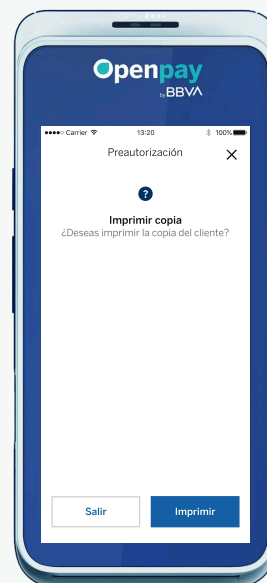 Openpay
by BBVA
Carrier 13:20 100%
Preautorización
?
Imprimir copia
¿Deseas imprimir la copia del cliente?
Salir Imprimir